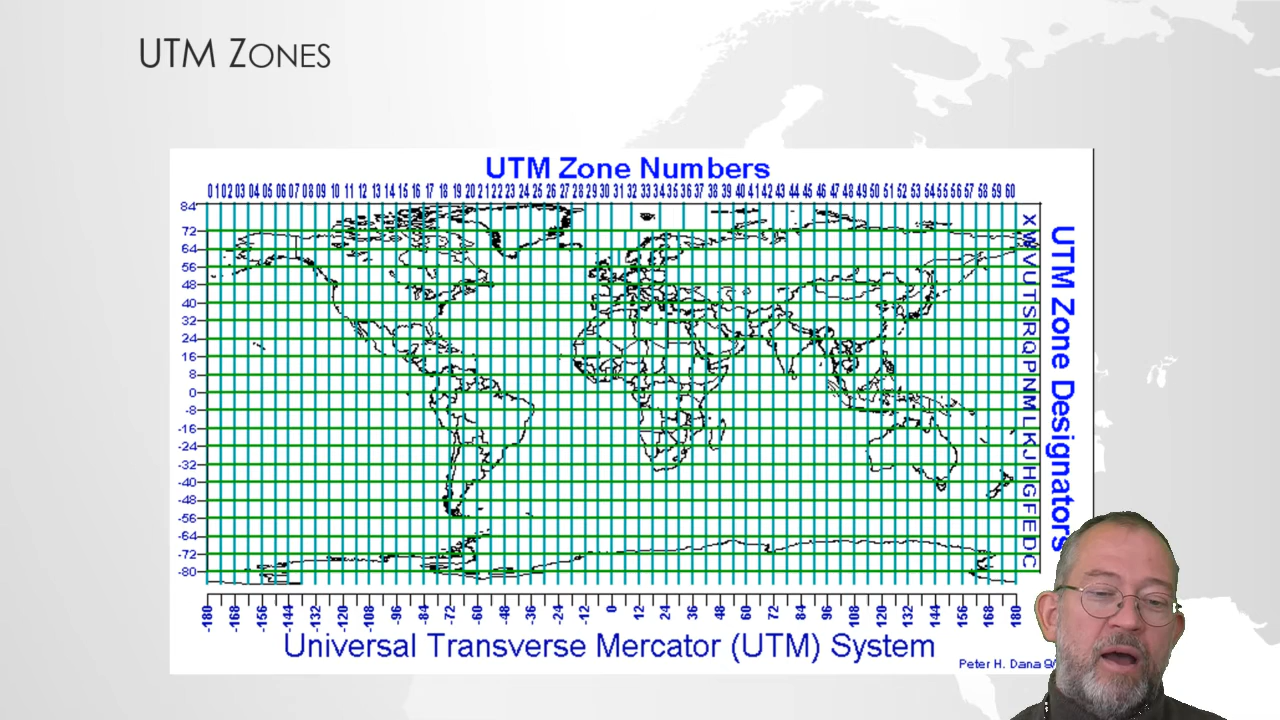 UTM ZONES
UTM Zone Numbers
01 02 03 04 05 06 07 08 09 10 11 12 13 14 15 16 17 18 19 20 21 22 23 24 25 26 27 28 29 30 31 32 33 34 35 36 37 38 39 40 41 42 43 44 45 46 47 48 49 50 51 52 53 54 55 56 57 58 59 60
84
72
64
56
48
40
32
24
16
8
0
-8
-16
-24
-32
-40
-48
-56
-64
-72
-80
X W V U T S R Q P N M L K J H G F E D C
UTM Zone Designators
-180 -168 -156 -144 -132 -120 -108 -96 -84 -72 -60 -48 -36 -24 -12 0 12 24 36 48 60 72 84 96 108 120 132 144 156 168 180
Universal Transverse Mercator (UTM) System
Peter H. Dana